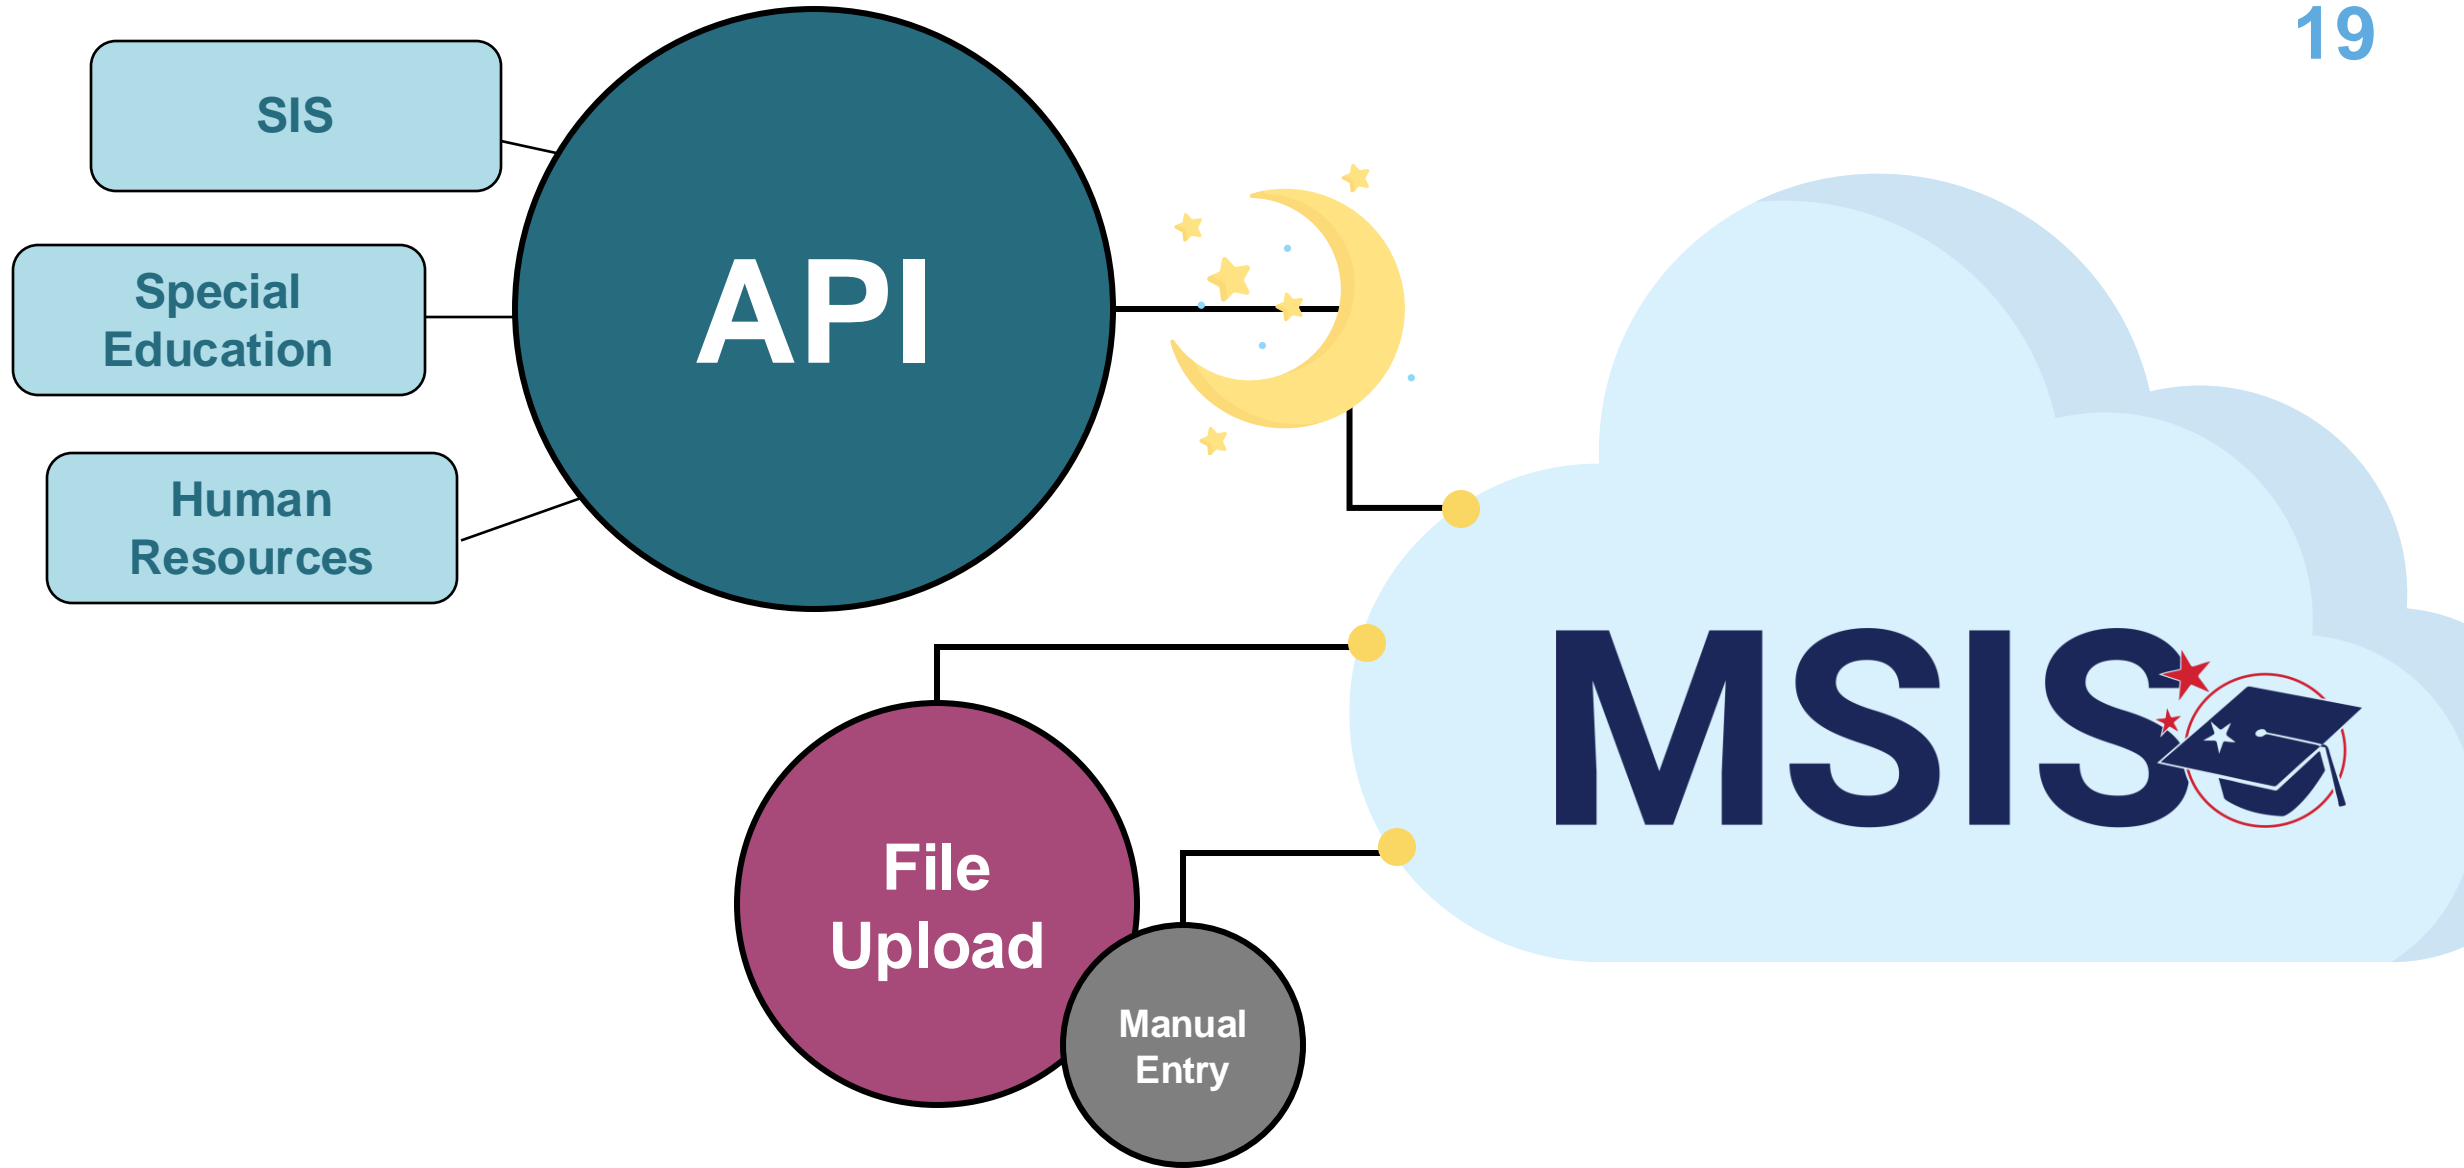 19
SIS
Special
Education
Human
Resources
API
File
Upload
Manual
Entry
MSIS